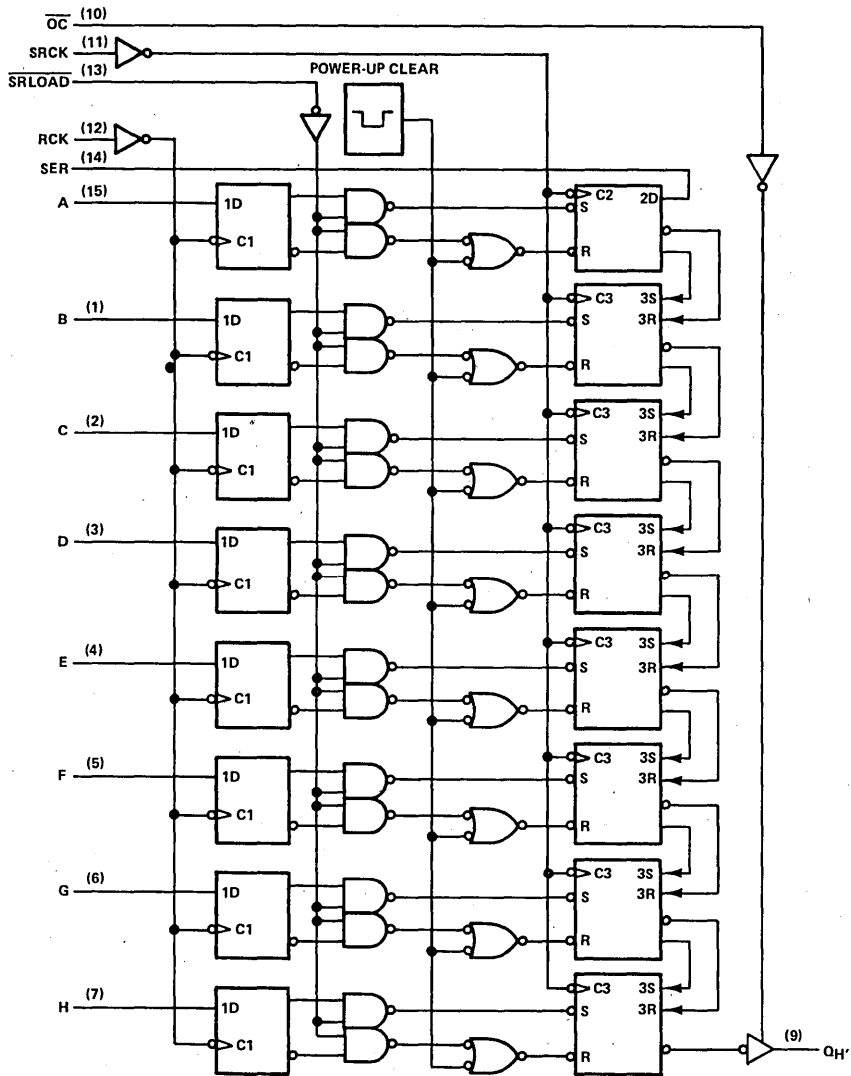 OC (10)
SRCK (11)
SRLOAD (13)
POWER-UP CLEAR
RCK (12)
SER (14)
A (15)
1D
C1
C2
2D
S
R
B (1)
1D
C1
C3
3S
S
3R
R
C (2)
1D
C1
C3
3S
S
3R
R
D (3)
1D
C1
C3
3S
S
3R
R
E (4)
1D
C1
C3
3S
S
3R
R
F (5)
1D
C1
C3
3S
S
3R
R
G (6)
1D
C1
C3
3S
S
3R
R
H (7)
1D
C1
C3
3S
S
3R
R
(9)
QH'